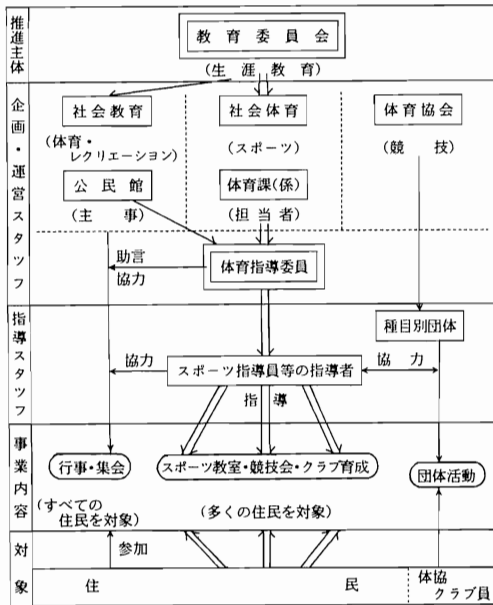 推進主体
教育委員会
(生涯教育)
企画・運営スタッフ
社会教育
社会体育
体育協会
(体育・
レクリエーション)
(スポーツ)
(競技)
公民館
体育課(係)
(主事)
(担当者)
助言
協力
体育指導委員
指導スタッフ
種目別団体
協力
スポーツ指導員等の指導者
協力
指導
事業内容
行事・集会
スポーツ教室・競技会・クラブ育成
団体活動
(すべての
住民を対象)
(多くの住民を対象)
対象
参加
住民
体協
クラブ員